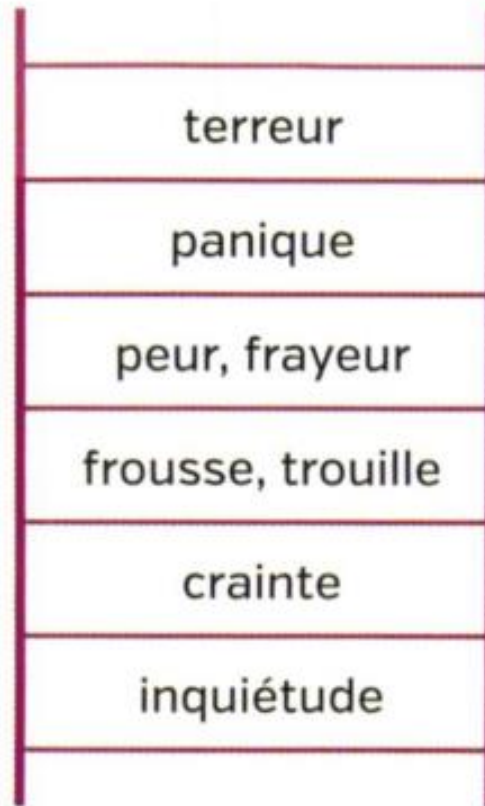 terreur
panique
peur, frayeur
frousse, trouille
crainte
inquiétude